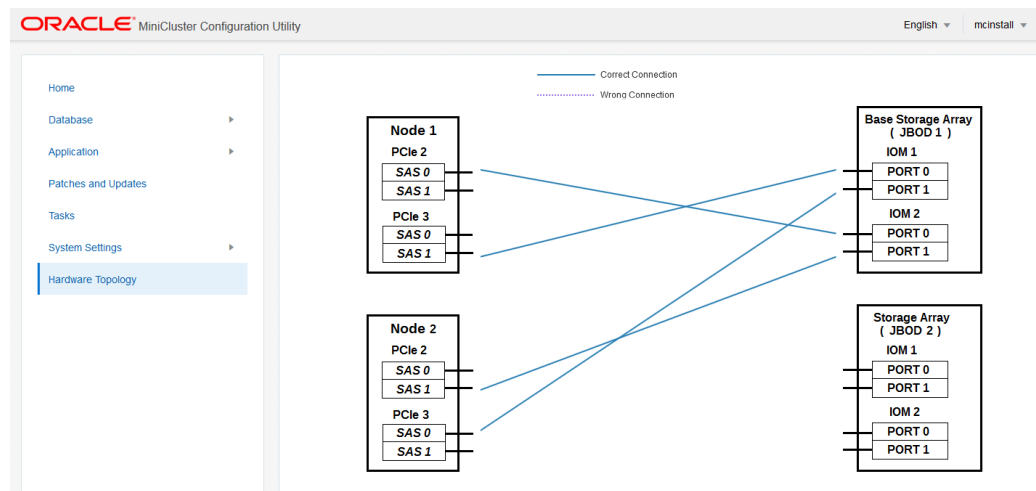 ORACLE MiniCluster Configuration Utility
English
mcinstall
Home
Database
Application
Patches and Updates
Tasks
System Settings
Hardware Topology
Correct Connection
Wrong Connection
Node 1
PCIe 2
SAS 0
SAS 1
PCIe 3
SAS 0
SAS 1
Base Storage Array
( JBOD 1 )
IOM 1
PORT 0
PORT 1
IOM 2
PORT 0
PORT 1
Node 2
PCIe 2
SAS 0
SAS 1
PCIe 3
SAS 0
SAS 1
Storage Array
( JBOD 2 )
IOM 1
PORT 0
PORT 1
IOM 2
PORT 0
PORT 1